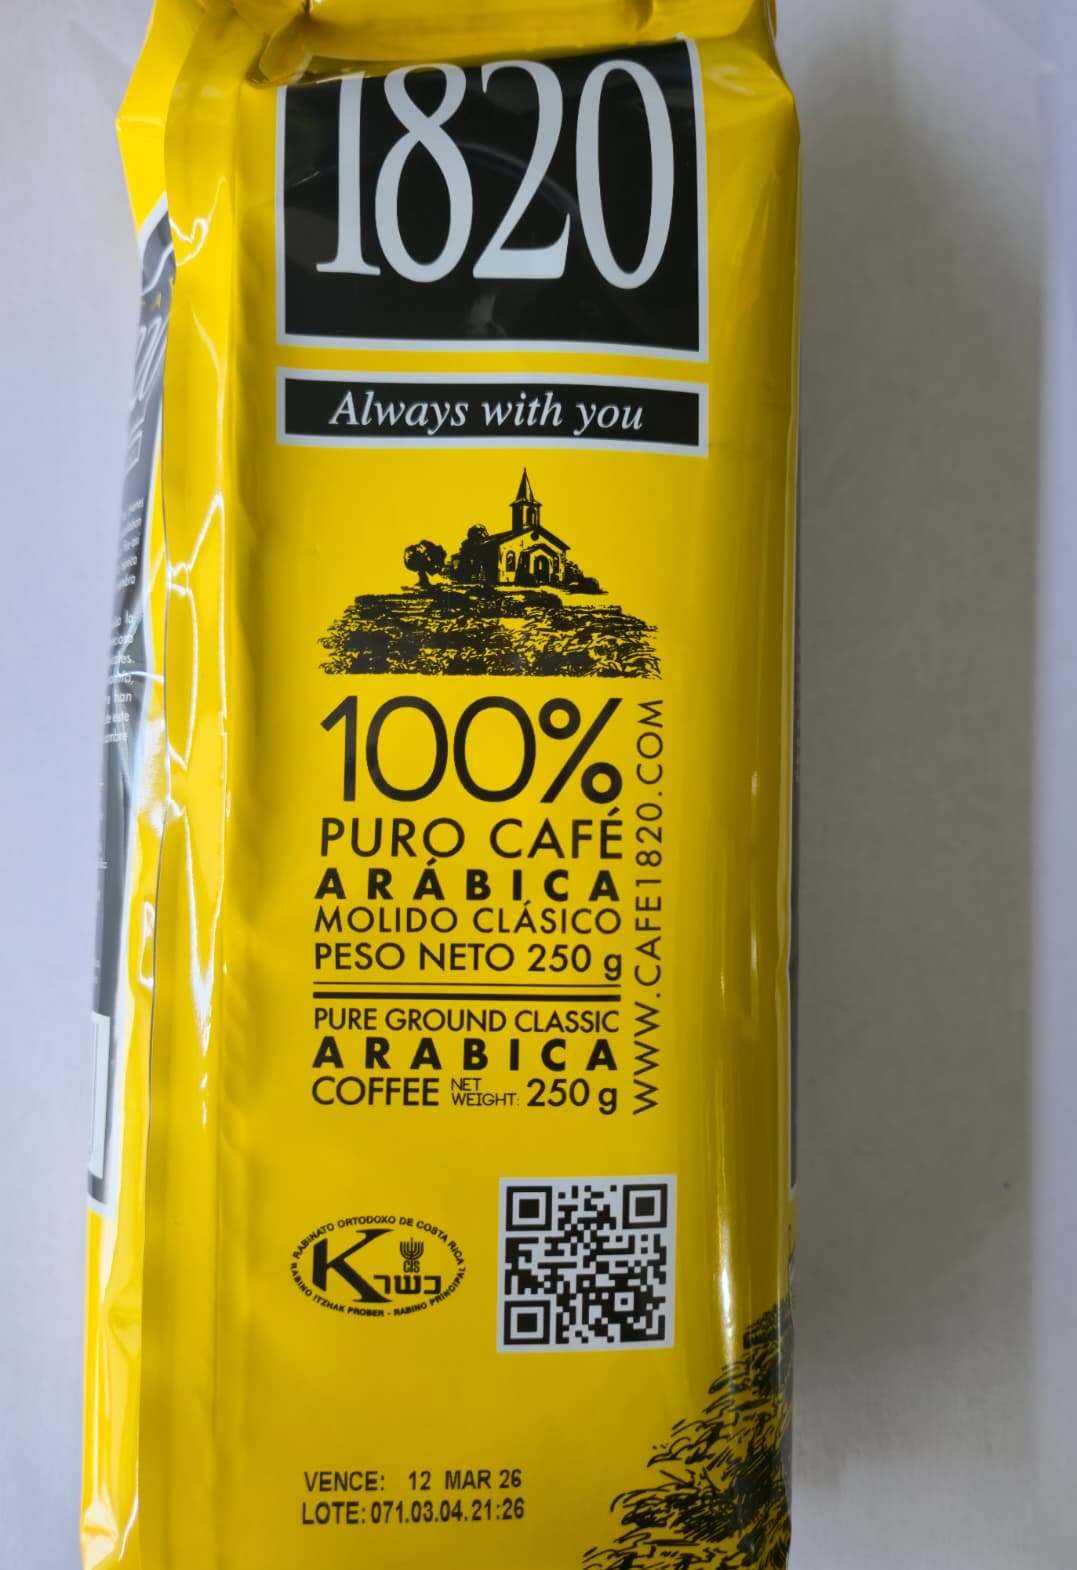 1820
Always with you
100%
PURO CAFÉ
ARÁBICA
MOLIDO CLÁSICO
PESO NETO 250 g
PURE GROUND CLASSIC
ARABICA
COFFEE NET WEIGHT: 250 g
WWW.CAFE1820.COM
RABINATO ORTODOXO DE COSTA RICA
K
כשר
RABINO ITZHAK PROBER - RABINO PRINCIPAL
VENCE: 12 MAR 26
LOTE: 071.03.04.21:26